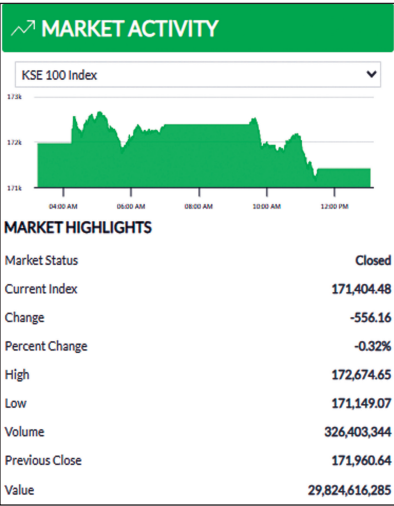 MARKET ACTIVITY
KSE 100 Index
173k
172k
171k
04:00 AM 06:00 AM 08:00 AM 10:00 AM 12:00 PM
MARKET HIGHLIGHTS
Market Status Closed
Current Index 171,404.48
Change -556.16
Percent Change -0.32%
High 172,674.65
Low 171,149.07
Volume 326,403,344
Previous Close 171,960.64
Value 29,824,616,285